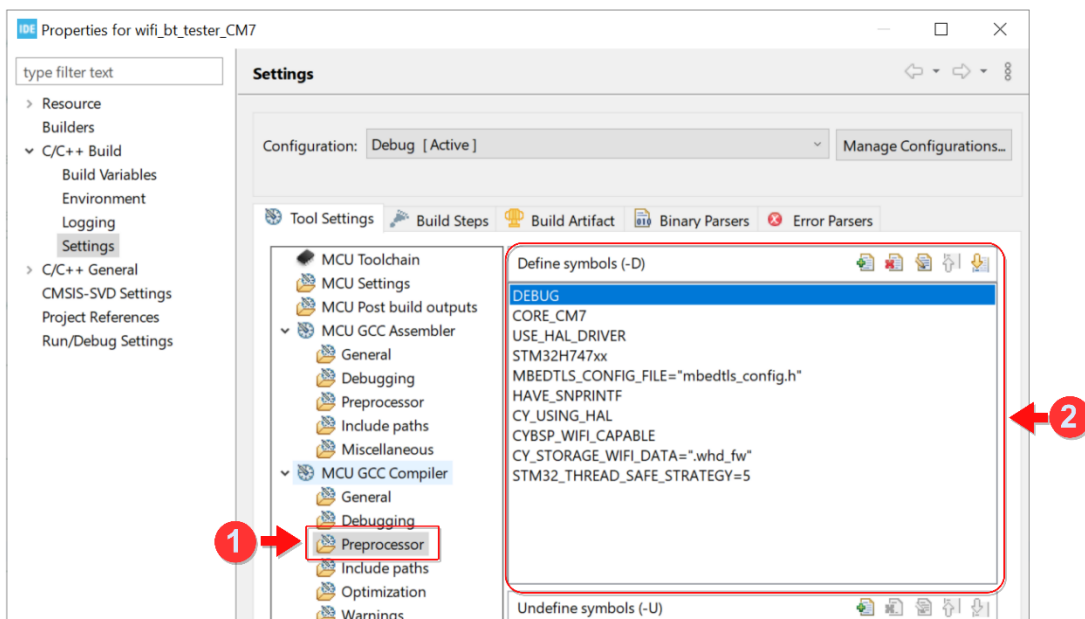 IDE Properties for wifi_bt_tester_CM7
type filter text
Settings
Resource
Builders
C/C++ Build
Build Variables
Environment
Logging
Settings
C/C++ General
CMSIS-SVD Settings
Project References
Run/Debug Settings
Configuration: Debug [ Active ]
Manage Configurations...
Tool Settings Build Steps Build Artifact Binary Parsers Error Parsers
MCU Toolchain
MCU Settings
MCU Post build outputs
MCU GCC Assembler
General
Debugging
Preprocessor
Include paths
Miscellaneous
MCU GCC Compiler
General
Debugging
1
Preprocessor
Include paths
Optimization
Warnings
Define symbols (-D)
DEBUG
CORE_CM7
USE_HAL_DRIVER
STM32H747xx
MBEDTLS_CONFIG_FILE="mbedtls_config.h"
HAVE_SNPRINTF
CY_USING_HAL
CYBSP_WIFI_CAPABLE
CY_STORAGE_WIFI_DATA=".whd_fw"
STM32_THREAD_SAFE_STRATEGY=5
2
Undefine symbols (-U)